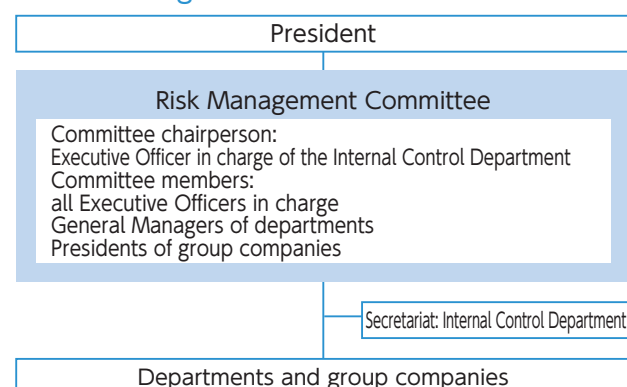 President
Risk Management Committee
Committee chairperson:
Executive Officer in charge of the Internal Control Department
Committee members:
all Executive Officers in charge
General Managers of departments
Presidents of group companies
Secretariat: Internal Control Department
Departments and group companies